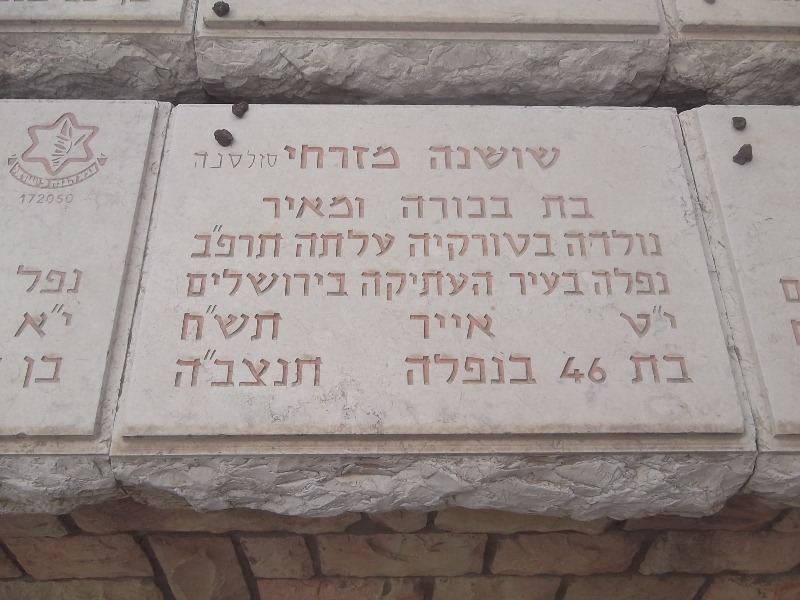 שושנה מזרחי סולסנה
בת בכורה ומאיר
נולדה בטורקיה עלתה תרפ"ב
נפלה בעיר העתיקה בירושלים
י"ט אייר תש"ח
בת 46 בנפלה תנצב"ה
172050
נפל
י"א
בן